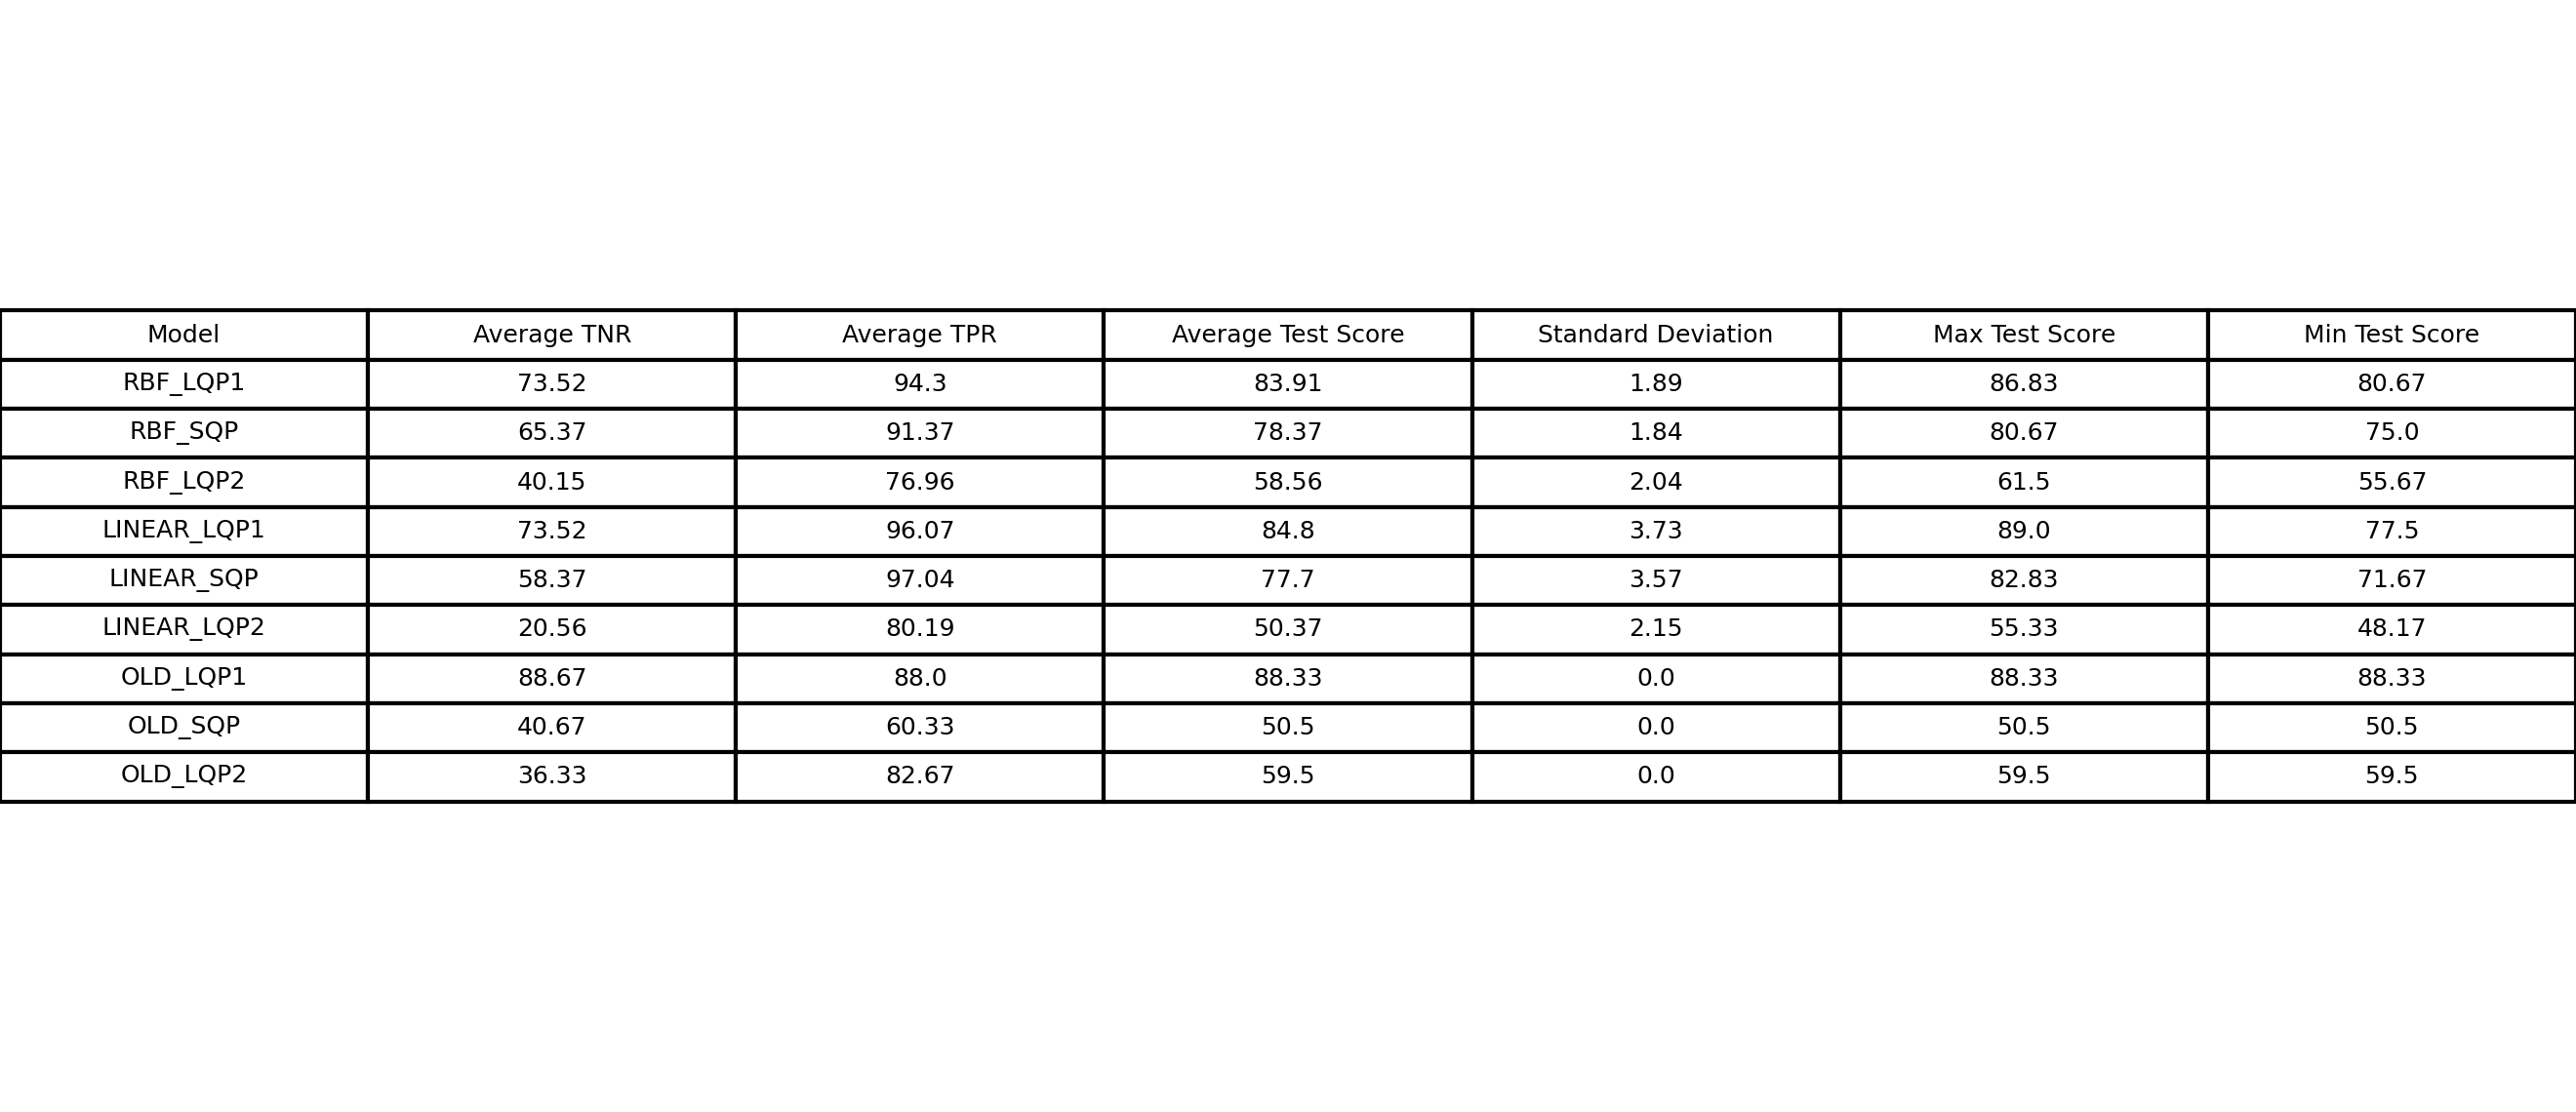 Model Average TNR Average TPR Average Test Score Standard Deviation Max Test Score Min Test Score
RBF_LQP1 73.52 94.3 83.91 1.89 86.83 80.67
RBF_SQP 65.37 91.37 78.37 1.84 80.67 75.0
RBF_LQP2 40.15 76.96 58.56 2.04 61.5 55.67
LINEAR_LQP1 73.52 96.07 84.8 3.73 89.0 77.5
LINEAR_SQP 58.37 97.04 77.7 3.57 82.83 71.67
LINEAR_LQP2 20.56 80.19 50.37 2.15 55.33 48.17
OLD_LQP1 88.67 88.0 88.33 0.0 88.33 88.33
OLD_SQP 40.67 60.33 50.5 0.0 50.5 50.5
OLD_LQP2 36.33 82.67 59.5 0.0 59.5 59.5